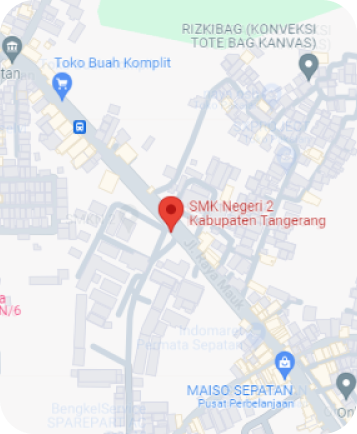 RIZKIBAG (KONVEKSI
TOTE BAG KANVAS)
Toko Buah Komplit
tan
SMK Negeri 2
Kabupaten Tangerang
Jl. Raya Mauk
a
N/6
Indomaret
Permata Sepatan
MAISO SEPATAN
Pusat Perbelanjaan
Bengkel Service
SPAREPART
On